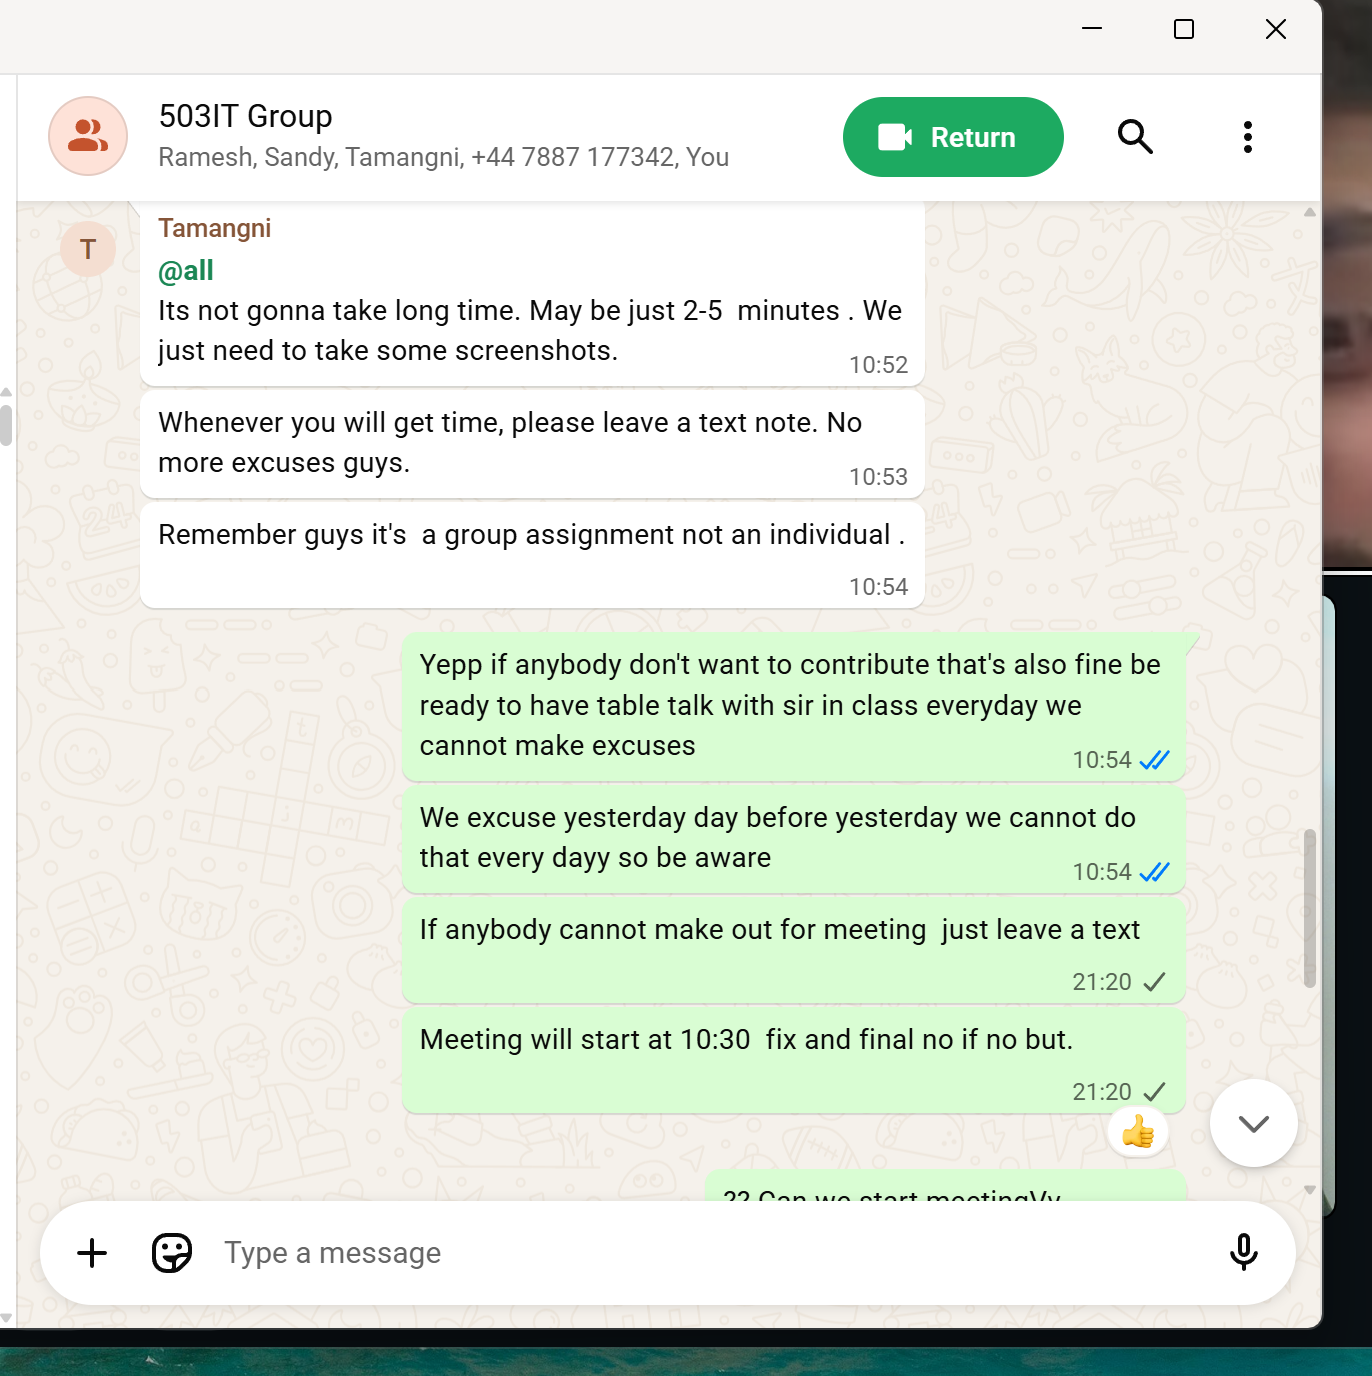 503IT Group
Ramesh, Sandy, Tamangni, +44 7887 177342, You
Return
T
Tamangni
@all
Its not gonna take long time. May be just 2-5  minutes . We
just need to take some screenshots.
10:52
Whenever you will get time, please leave a text note. No
more excuses guys.
10:53
Remember guys it's  a group assignment not an individual .
10:54
Yepp if anybody don't want to contribute that's also fine be
ready to have table talk with sir in class everyday we
cannot make excuses
10:54
We excuse yesterday day before yesterday we cannot do
that every dayy so be aware
10:54
If anybody cannot make out for meeting  just leave a text
21:20
Meeting will start at 10:30  fix and final no if no but.
21:20
👍
?? Can we start meetingVv
Type a message